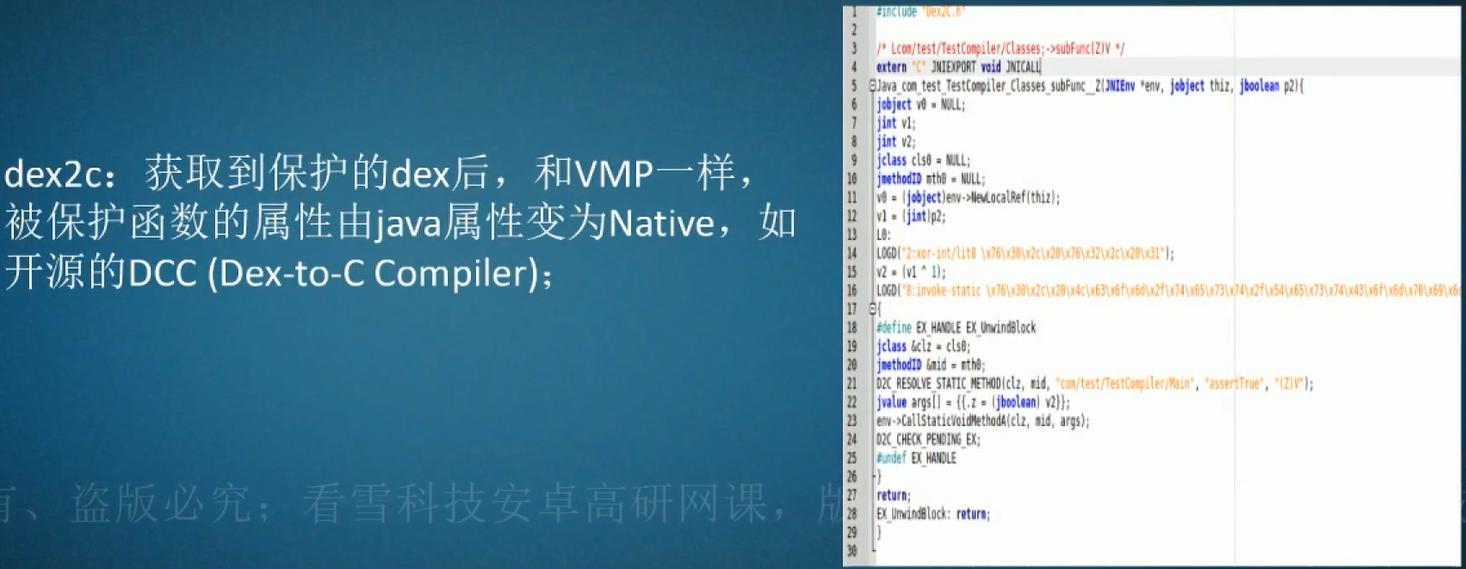 dex2c：获取到保护的dex后，和VMP一样，
被保护函数的属性由java属性变为Native，如
开源的DCC (Dex-to-C Compiler)；
有、盗版必究；看雪科技安卓高研网课，版
1 #include "Dex2C.h"
2
3 /* Lcom/test/TestCompiler/Classes;->subFunc(Z)V */
4 extern "C" JNIEXPORT void JNICALL
5 Java_com_test_TestCompiler_Classes_subFunc__Z(JNIEnv *env, jobject thiz, jboolean p2){
6 jobject v0 = NULL;
7 jint v1;
8 jint v2;
9 jclass cls0 = NULL;
10 jmethodID mth0 = NULL;
11 v0 = (jobject)env->NewLocalRef(thiz);
12 v1 = (jint)p2;
13 L0:
14 LOGD("2:xor-int/lit8 \x76\x30\x2c\x20\x76\x32\x2c\x20\x31");
15 v2 = (v1 ^ 1);
16 LOGD("8:invoke-static \x76\x30\x2c\x20\x4c\x63\x6f\x6d\x2f\x74\x65\x73\x74\x2f\x54\x65\x73\x74\x43\x6f\x6d\x70\x69\x6c
17 {
18 #define EX_HANDLE EX_UnwindBlock
19 jclass &clz = cls0;
20 jmethodID &mid = mth0;
21 D2C_RESOLVE_STATIC_METHOD(clz, mid, "com/test/TestCompiler/Main", "assertTrue", "(Z)V");
22 jvalue args[] = {{.z = (jboolean) v2}};
23 env->CallStaticVoidMethodA(clz, mid, args);
24 D2C_CHECK_PENDING_EX;
25 #undef EX_HANDLE
26 }
27 return;
28 EX_UnwindBlock: return;
29 }
30